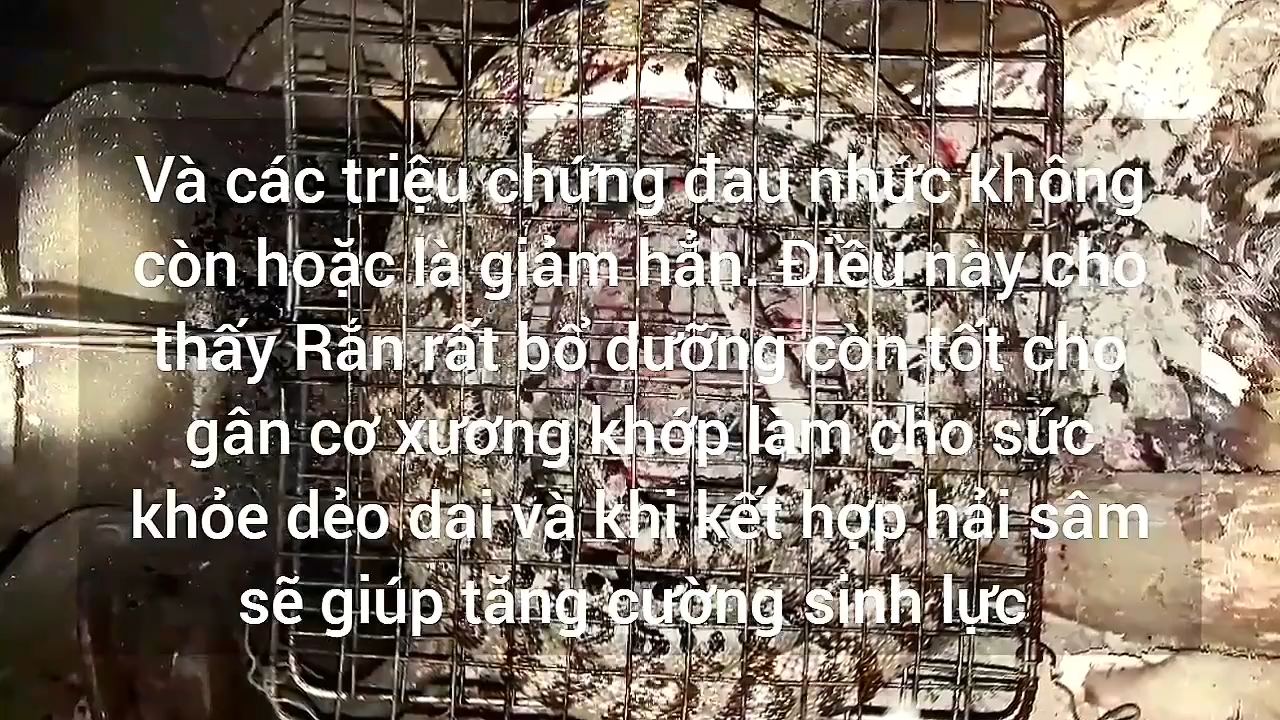 Và các triệu chứng đau nhức không
còn hoặc là giảm hẳn. Điều này cho
thấy Rắn rất bổ dưỡng còn tốt cho
gân cơ xương khớp làm cho sức
khỏe dẻo dai và khi kết hợp hải sâm
sẽ giúp tăng cường sinh lực